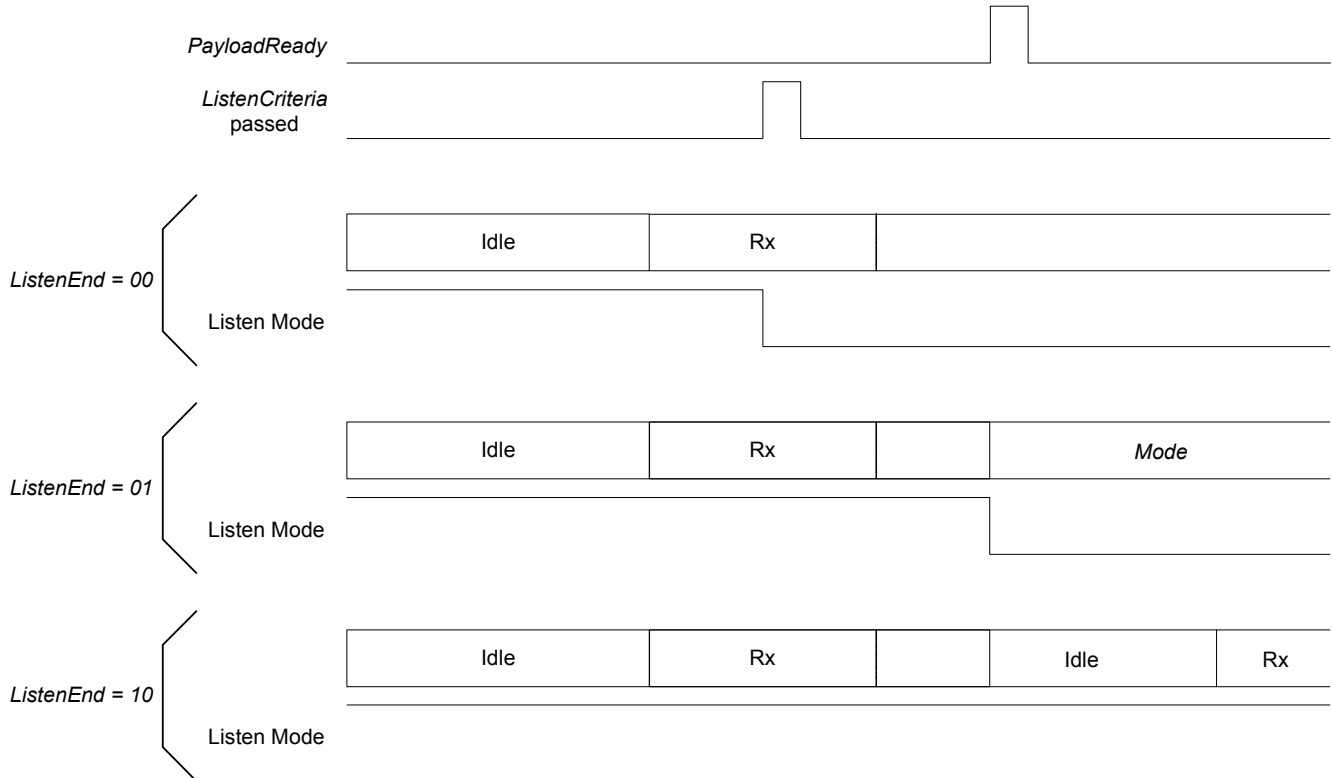 PayloadReady
ListenCriteria
passed
Idle
Rx
ListenEnd = 00
Listen Mode
Idle
Rx
Mode
ListenEnd = 01
Listen Mode
Idle
Rx
Idle
Rx
ListenEnd = 10
Listen Mode